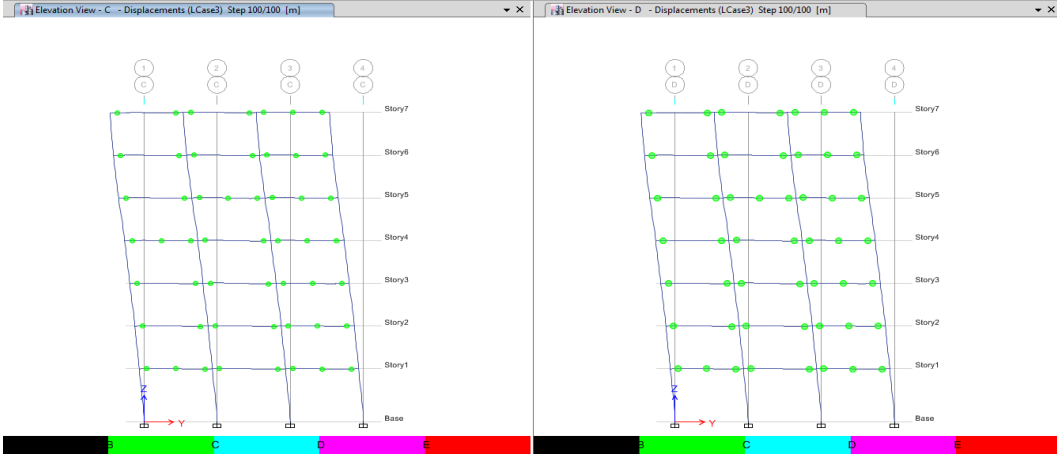 Elevation View - C - Displacements (LCase3) Step 100/100 [m]
1 2 3 4
C C C C
Story7
Story6
Story5
Story4
Story3
Story2
Story1
Z
Base
Y
B C D E
Elevation View - D - Displacements (LCase3) Step 100/100 [m]
1 2 3 4
D D D D
Story7
Story6
Story5
Story4
Story3
Story2
Story1
Z
Base
Y
B C D E